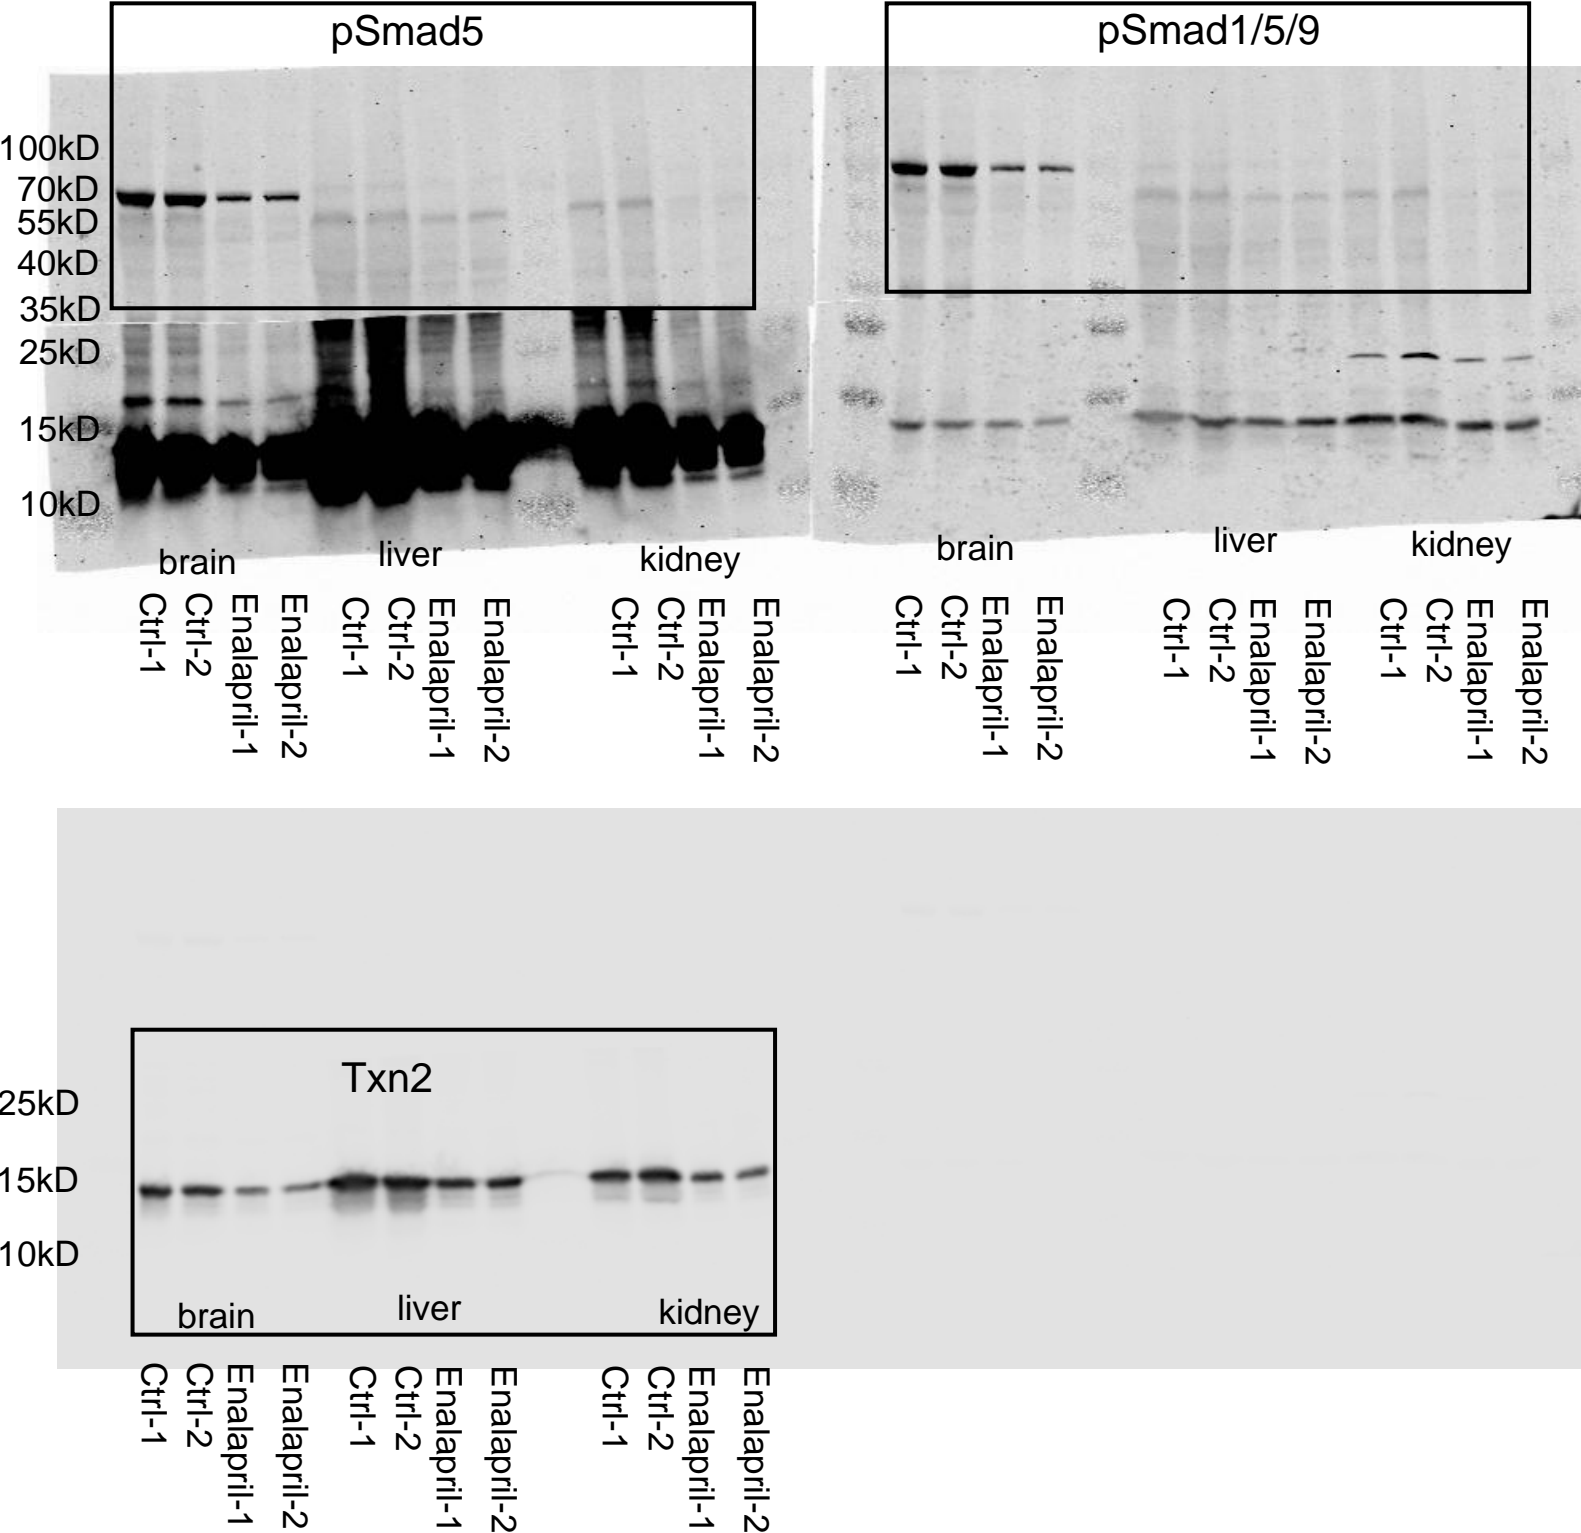 pSmad5
pSmad1/5/9
100kD
70kD
55kD
40kD
35kD
25kD
15kD
10kD
brain
liver
kidney
brain
liver
kidney
Ctrl-1
Ctrl-2
Enalapril-1
Enalapril-2
Ctrl-1
Ctrl-2
Enalapril-1
Enalapril-2
Ctrl-1
Ctrl-2
Enalapril-1
Enalapril-2
Ctrl-1
Ctrl-2
Enalapril-1
Enalapril-2
Ctrl-1
Ctrl-2
Enalapril-1
Enalapril-2
Ctrl-1
Ctrl-2
Enalapril-1
Enalapril-2
Txn2
25kD
15kD
10kD
brain
liver
kidney
Ctrl-1
Ctrl-2
Enalapril-1
Enalapril-2
Ctrl-1
Ctrl-2
Enalapril-1
Enalapril-2
Ctrl-1
Ctrl-2
Enalapril-1
Enalapril-2